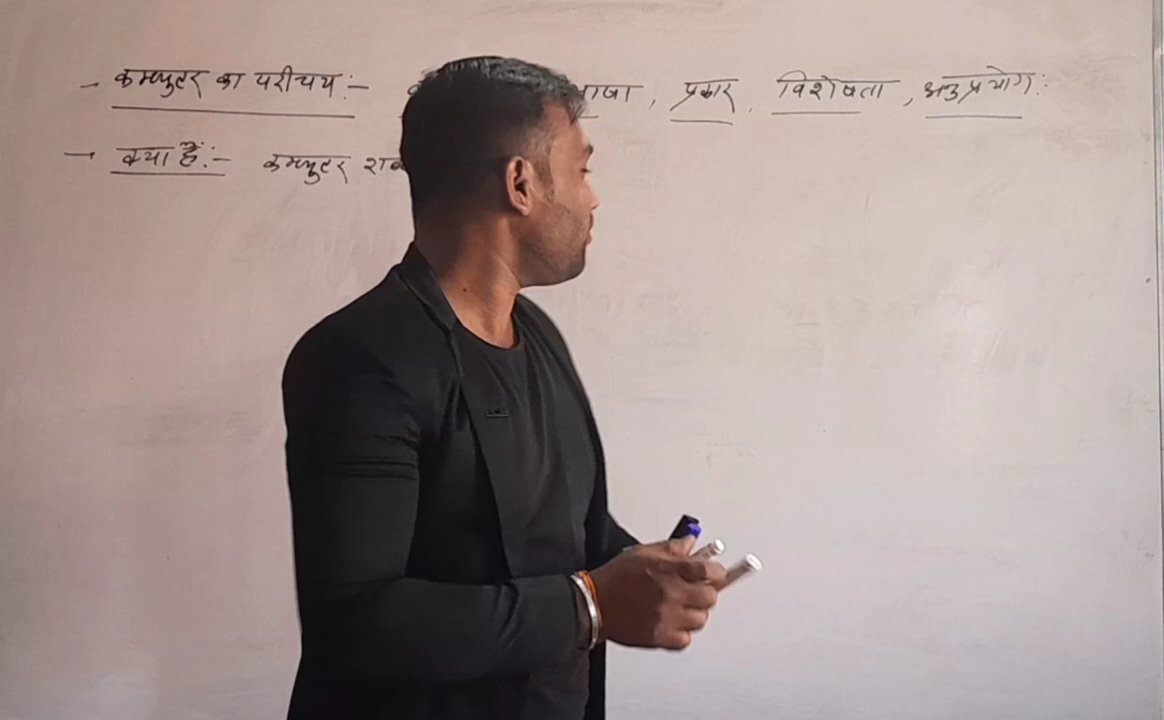 → कम्प्युटर का परीचय :- , प्रकार, विशेषता, अनुप्रयोग :
→ क्या हैं :- कम्प्युटर